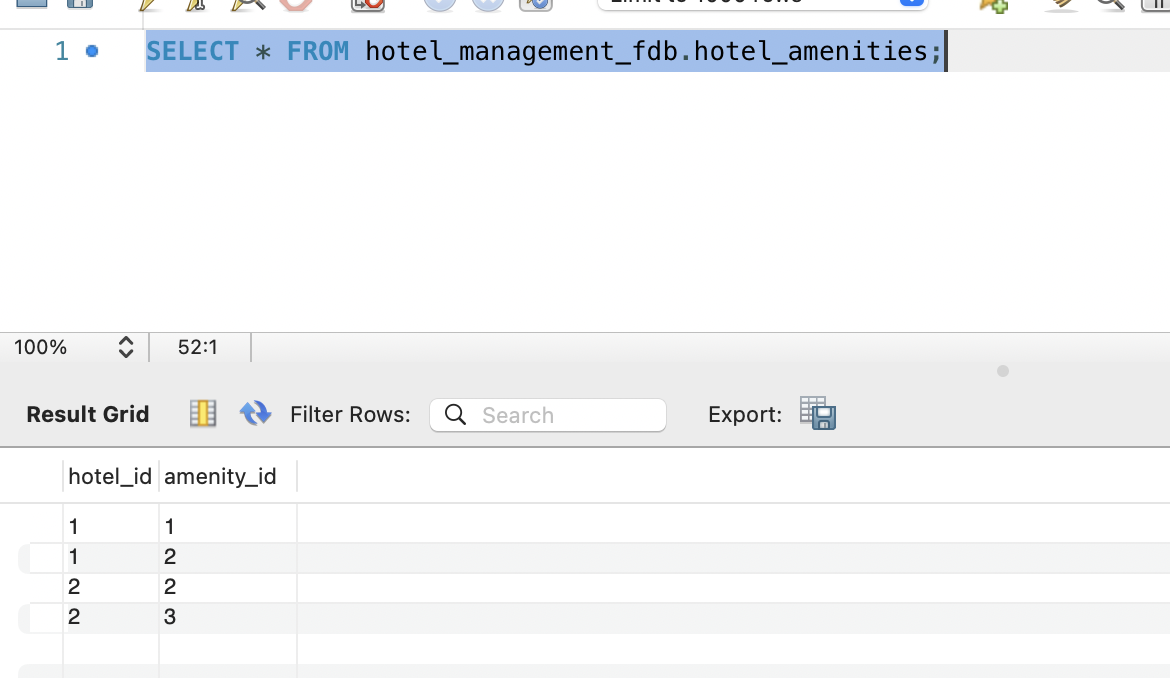 1 SELECT * FROM hotel_management_fdb.hotel_amenities;
100% 52:1
Result Grid Filter Rows: Search Export:
hotel_id amenity_id
1 1
1 2
2 2
2 3